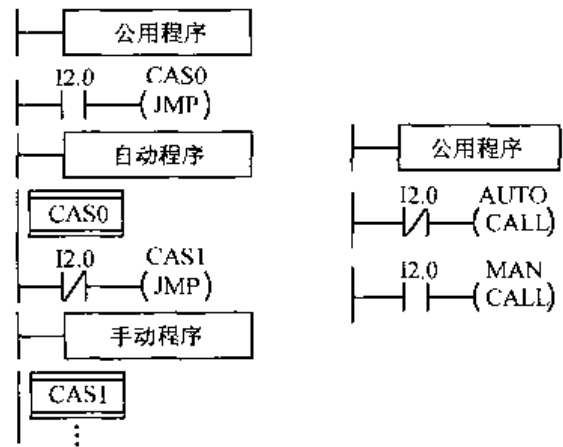 公用程序
I2.0 CAS0
(JMP)
自动程序
CAS0
I2.0 CAS1
(JMP)
手动程序
CAS1
⋮
公用程序
I2.0 AUTO
(CALL)
I2.0 MAN
(CALL)